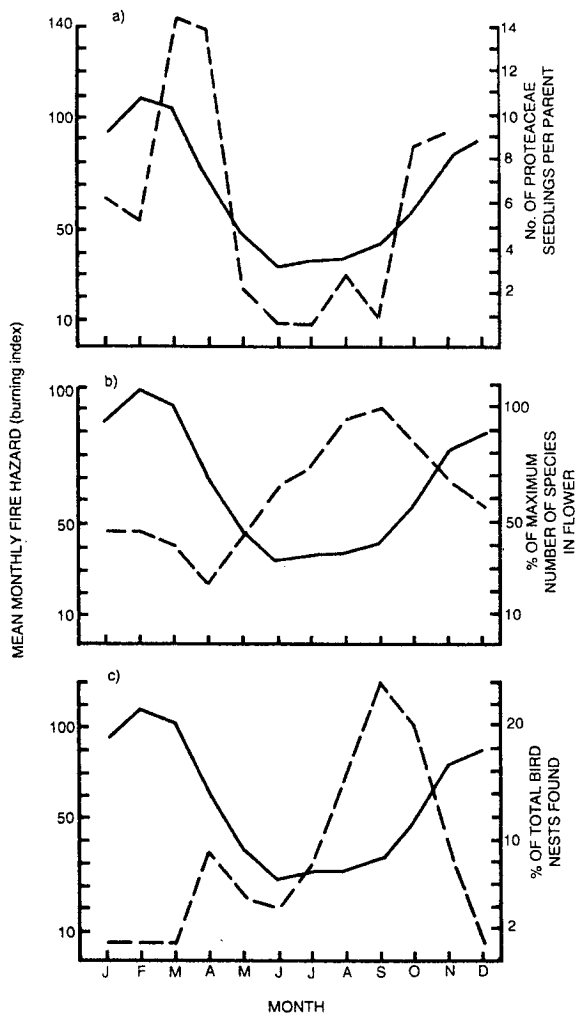 a)
140
100
50
10
14
12
10
8
6
4
2
No. OF PROTEACEAE
SEEDLINGS PER PARENT
b)
100
50
10
100
50
10
% OF MAXIMUM
NUMBER OF SPECIES
IN FLOWER
MEAN MONTHLY FIRE HAZARD (burning index)
c)
100
50
10
20
10
2
% OF TOTAL BIRD
NESTS FOUND
J F M A M J J A S O N D
MONTH